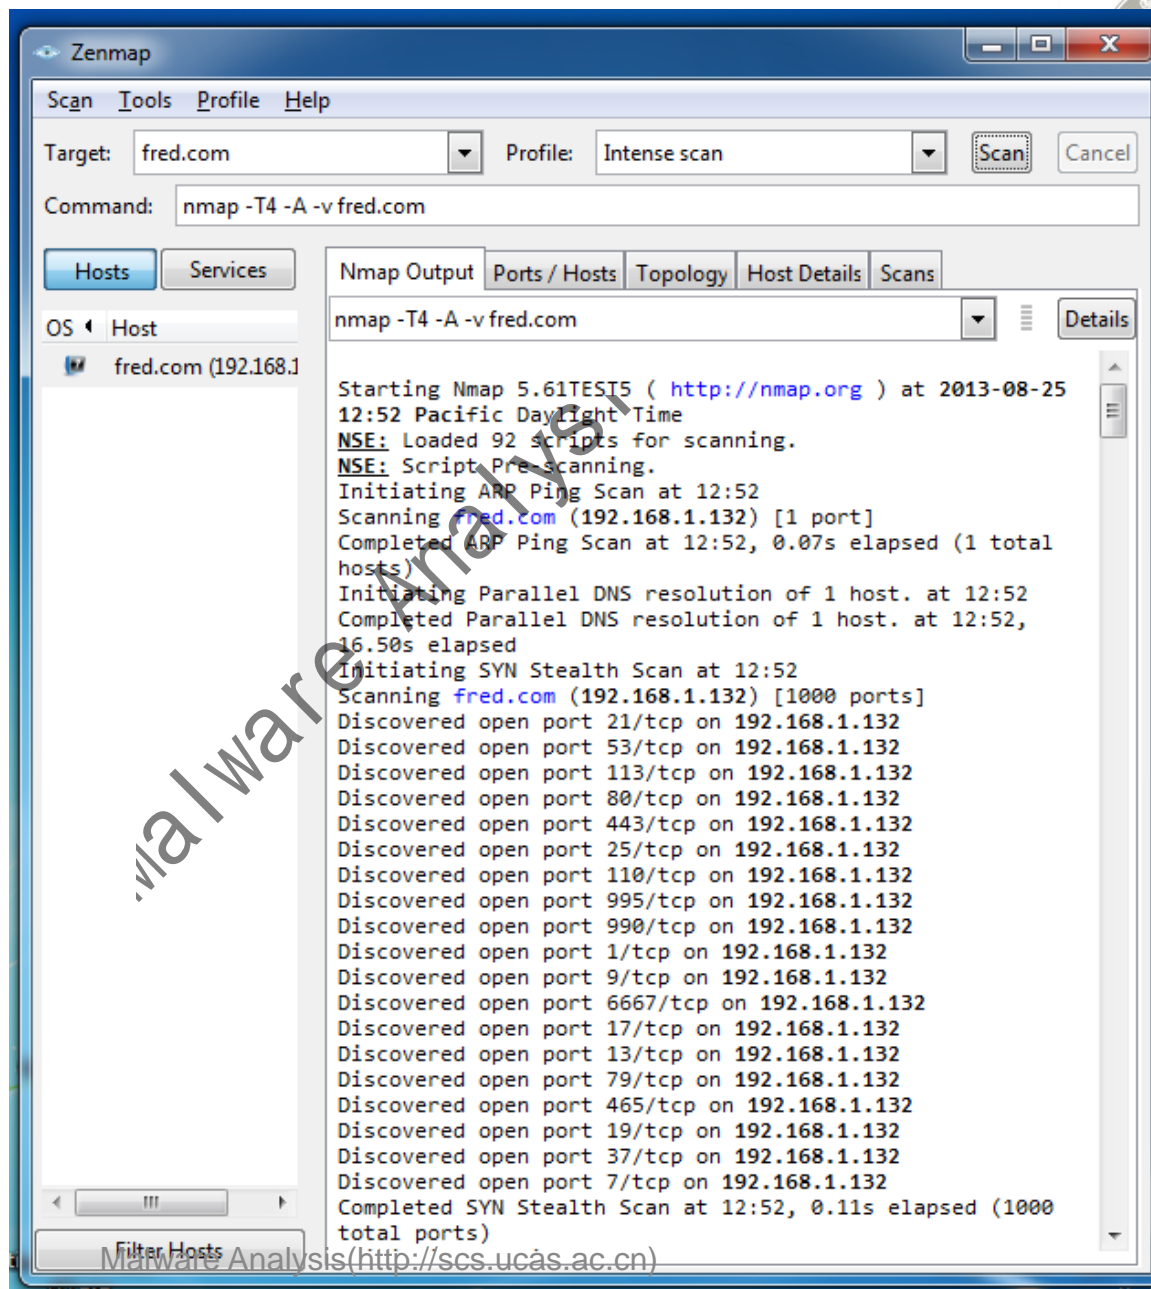 Zenmap
Scan Tools Profile Help
Target: fred.com Profile: Intense scan Scan Cancel
Command: nmap -T4 -A -v fred.com
Hosts Services
Nmap Output Ports / Hosts Topology Host Details Scans
OS Host
nmap -T4 -A -v fred.com Details
fred.com (192.168.1
Starting Nmap 5.61TEST5 ( http://nmap.org ) at 2013-08-25
12:52 Pacific Daylight Time
NSE: Loaded 92 scripts for scanning.
NSE: Script Pre-scanning.
Initiating ARP Ping Scan at 12:52
Scanning fred.com (192.168.1.132) [1 port]
Completed ARP Ping Scan at 12:52, 0.07s elapsed (1 total
hosts)
Initiating Parallel DNS resolution of 1 host. at 12:52
Completed Parallel DNS resolution of 1 host. at 12:52,
16.50s elapsed
Initiating SYN Stealth Scan at 12:52
Scanning fred.com (192.168.1.132) [1000 ports]
Discovered open port 21/tcp on 192.168.1.132
Discovered open port 53/tcp on 192.168.1.132
Discovered open port 113/tcp on 192.168.1.132
Discovered open port 80/tcp on 192.168.1.132
Discovered open port 443/tcp on 192.168.1.132
Discovered open port 25/tcp on 192.168.1.132
Discovered open port 110/tcp on 192.168.1.132
Discovered open port 995/tcp on 192.168.1.132
Discovered open port 990/tcp on 192.168.1.132
Discovered open port 1/tcp on 192.168.1.132
Discovered open port 9/tcp on 192.168.1.132
Discovered open port 6667/tcp on 192.168.1.132
Discovered open port 17/tcp on 192.168.1.132
Discovered open port 13/tcp on 192.168.1.132
Discovered open port 79/tcp on 192.168.1.132
Discovered open port 465/tcp on 192.168.1.132
Discovered open port 19/tcp on 192.168.1.132
Discovered open port 37/tcp on 192.168.1.132
Discovered open port 7/tcp on 192.168.1.132
Completed SYN Stealth Scan at 12:52, 0.11s elapsed (1000
total ports)
Filter Hosts
Malware Analysis(http://scs.ucas.ac.cn)
Malware Analys